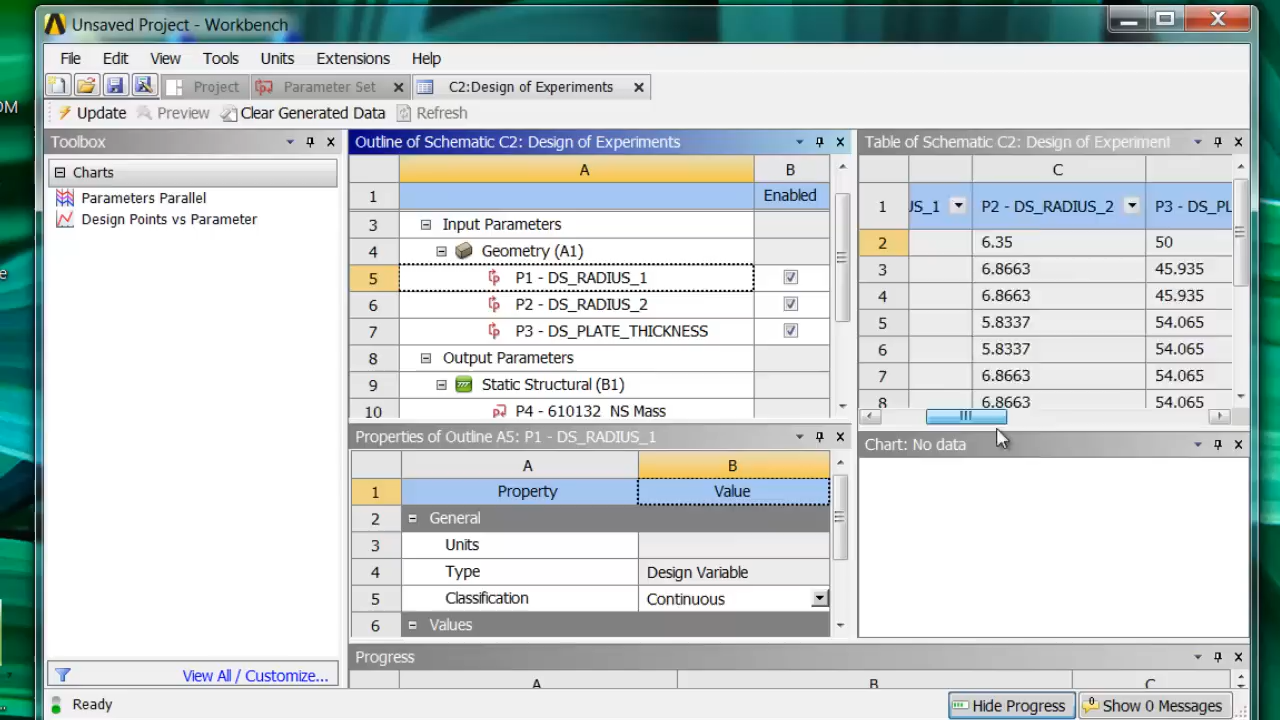 Unsaved Project - Workbench
File Edit View Tools Units Extensions Help
Project Parameter Set C2:Design of Experiments
Update Preview Clear Generated Data Refresh
Toolbox
Charts
Parameters Parallel
Design Points vs Parameter
View All / Customize...
Outline of Schematic C2: Design of Experiments
A B
1 Enabled
3 Input Parameters
4 Geometry (A1)
5 P1 - DS_RADIUS_1
6 P2 - DS_RADIUS_2
7 P3 - DS_PLATE_THICKNESS
8 Output Parameters
9 Static Structural (B1)
10 P4 - 610132_NS Mass
Properties of Outline A5: P1 - DS_RADIUS_1
A B
1 Property Value
2 General
3 Units
4 Type Design Variable
5 Classification Continuous
6 Values
Table of Schematic C2: Design of Experiment
C
1 US_1 P2 - DS_RADIUS_2 P3 - DS_PL
2 6.35 50
3 6.8663 45.935
4 6.8663 45.935
5 5.8337 54.065
6 5.8337 54.065
7 6.8663 54.065
8 6.8663 54.065
Chart: No data
Progress
A B C
Ready Hide Progress Show 0 Messages
OM
e